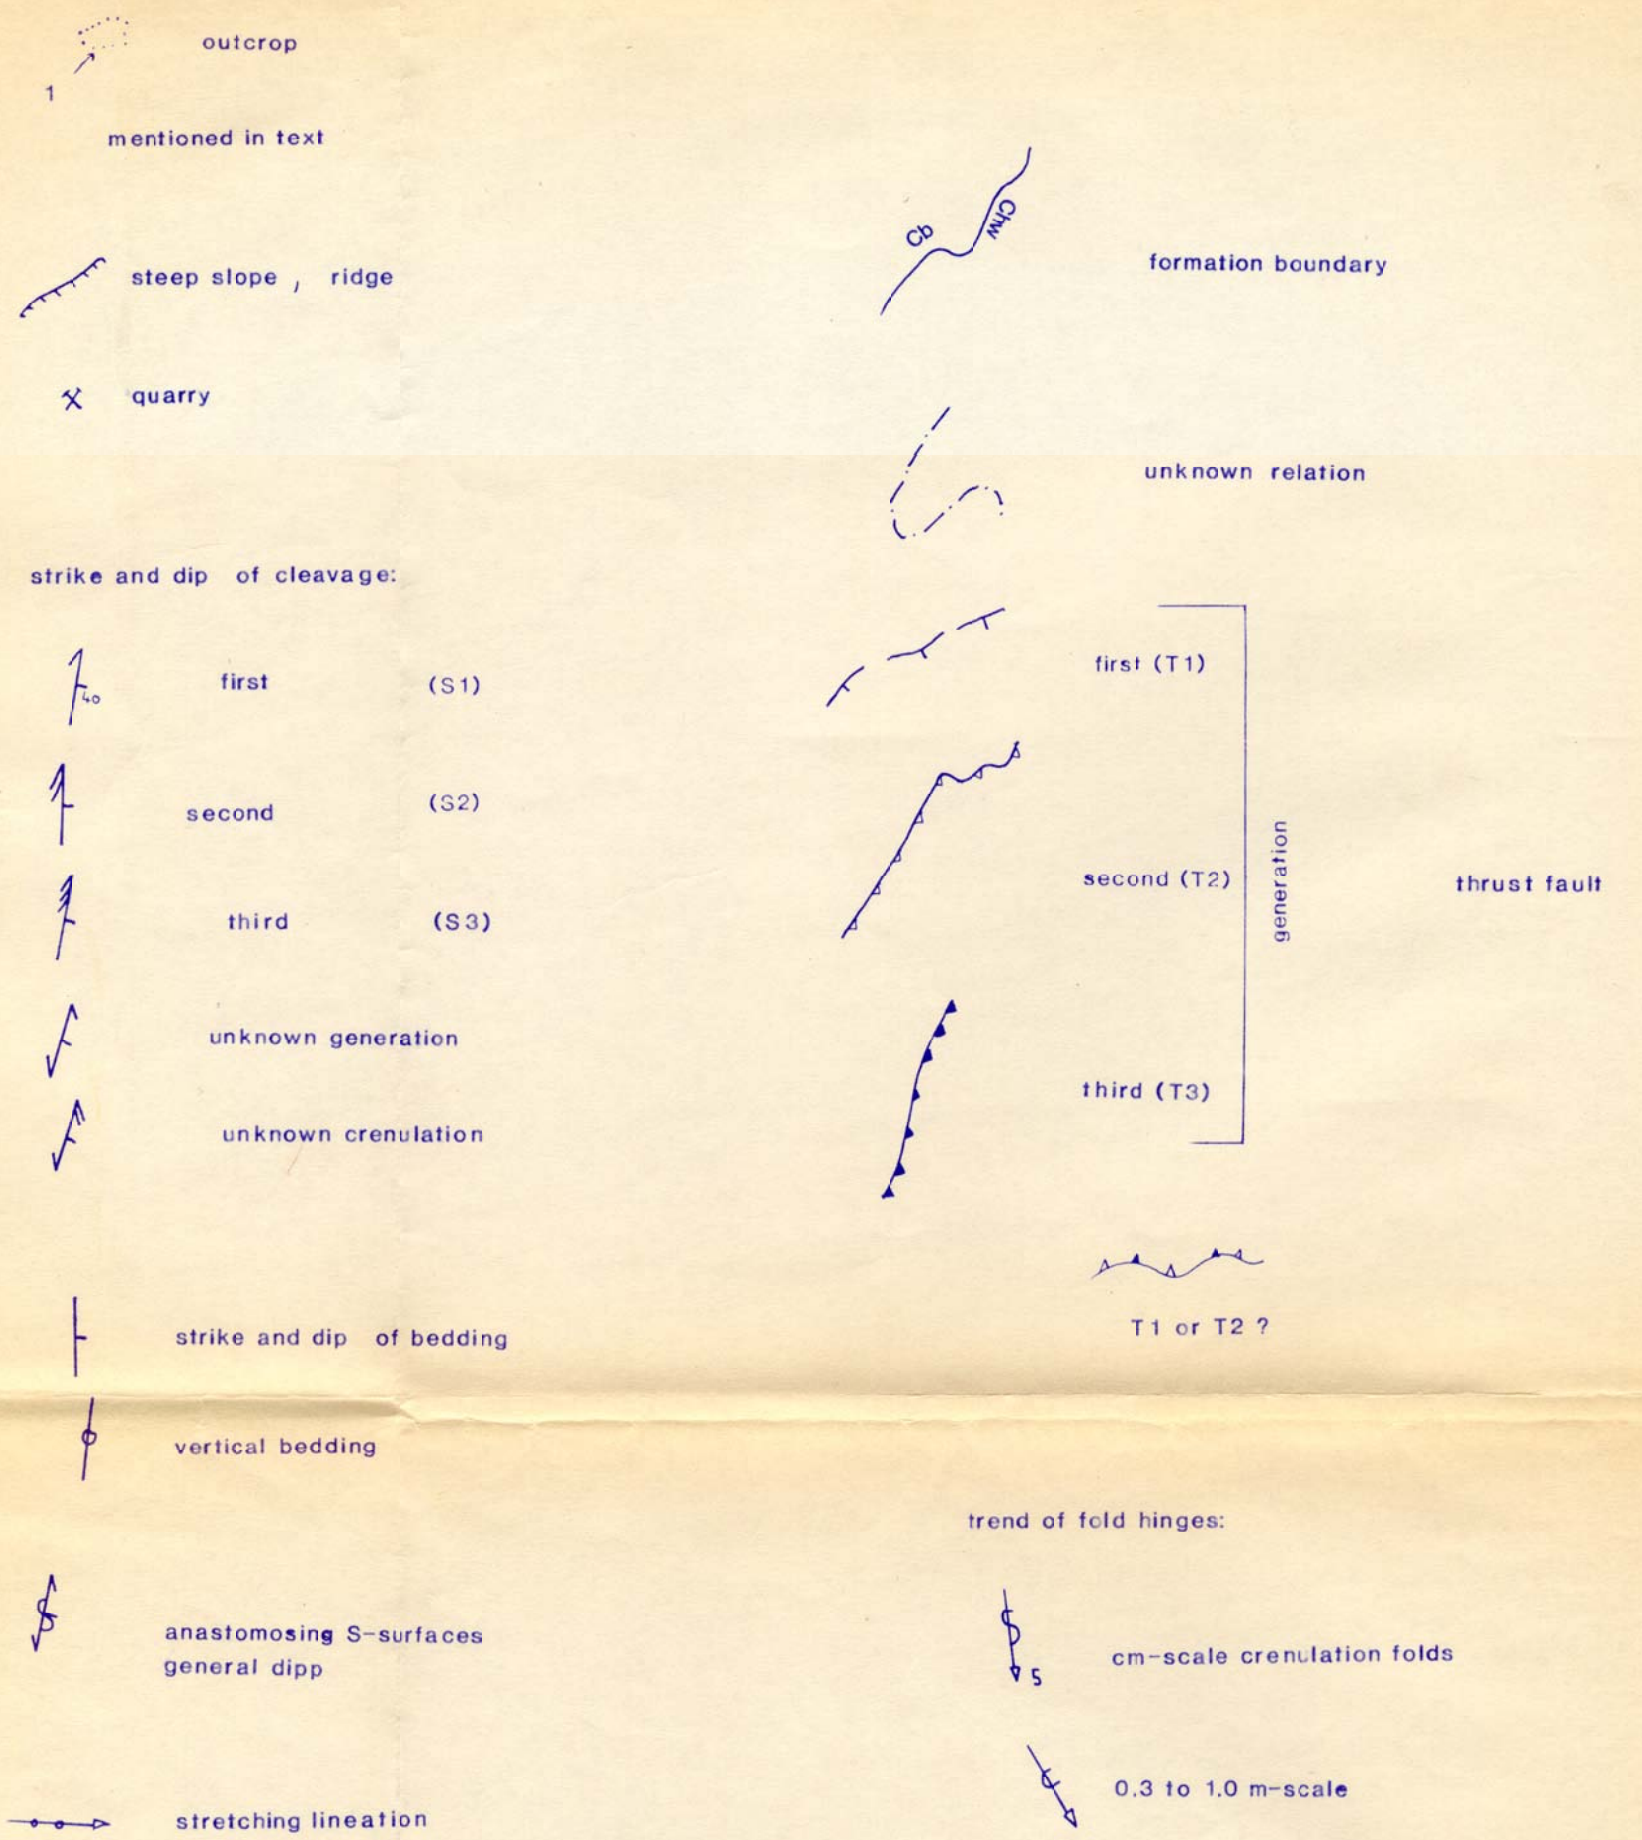 outcrop
1
mentioned in text
steep slope , ridge
quarry
strike and dip of cleavage:
40
first (S1)
second (S2)
third (S3)
unknown generation
unknown crenulation
strike and dip of bedding
vertical bedding
anastomosing S-surfaces
general dipp
stretching lineation
Cb
Chw
formation boundary
unknown relation
first (T1)
second (T2)
third (T3)
generation
thrust fault
T1 or T2 ?
trend of fold hinges:
5
cm-scale crenulation folds
0.3 to 1.0 m-scale